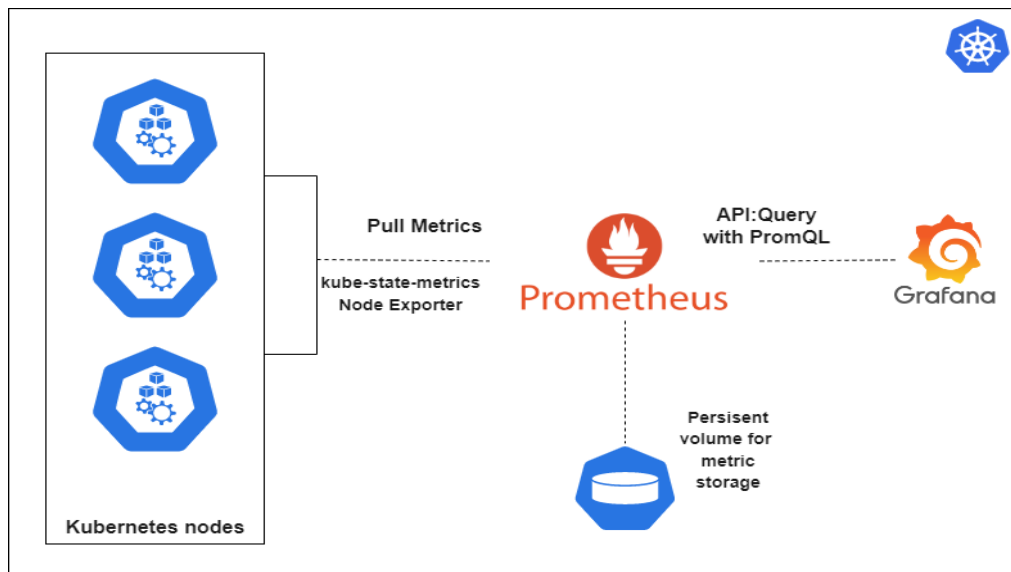 Pull Metrics
kube-state-metrics
Node Exporter
Prometheus
API:Query
with PromQL
Grafana
Persisent
volume for
metric
storage
Kubernetes nodes